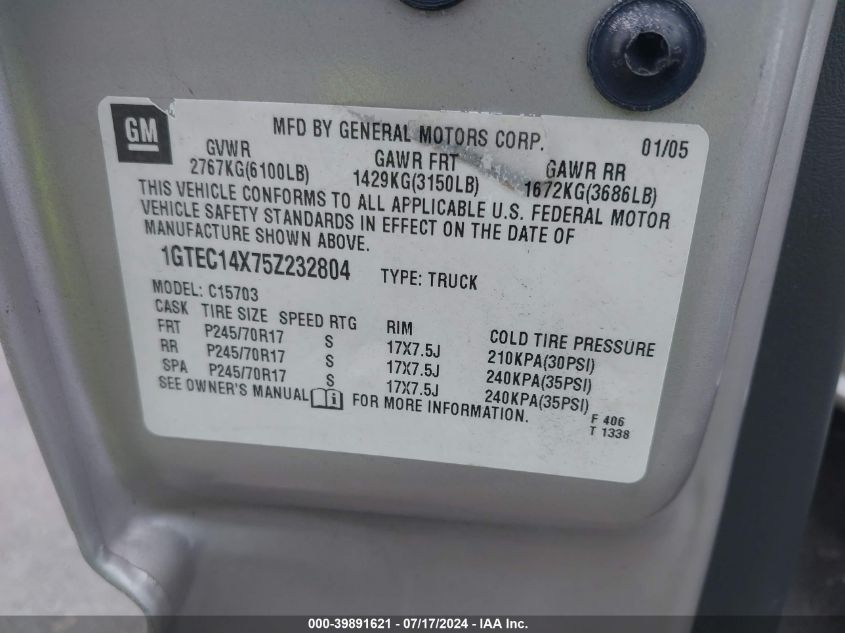 GM MFD BY GENERAL MOTORS CORP. 01/05
GVWR GAWR FRT GAWR RR
2767KG(6100LB) 1429KG(3150LB) 1672KG(3686LB)
THIS VEHICLE CONFORMS TO ALL APPLICABLE U.S. FEDERAL MOTOR
VEHICLE SAFETY STANDARDS IN EFFECT ON THE DATE OF
MANUFACTURE SHOWN ABOVE.
1GTEC14X75Z232804 TYPE: TRUCK
MODEL: C15703
CASK TIRE SIZE SPEED RTG RIM COLD TIRE PRESSURE
FRT P245/70R17 S 17X7.5J 210KPA(30PSI)
RR P245/70R17 S 17X7.5J 240KPA(35PSI)
SPA P245/70R17 S 17X7.5J 240KPA(35PSI)
SEE OWNER'S MANUAL FOR MORE INFORMATION.
F 406
T 1338
000-39891621 - 07/17/2024 - IAA Inc.